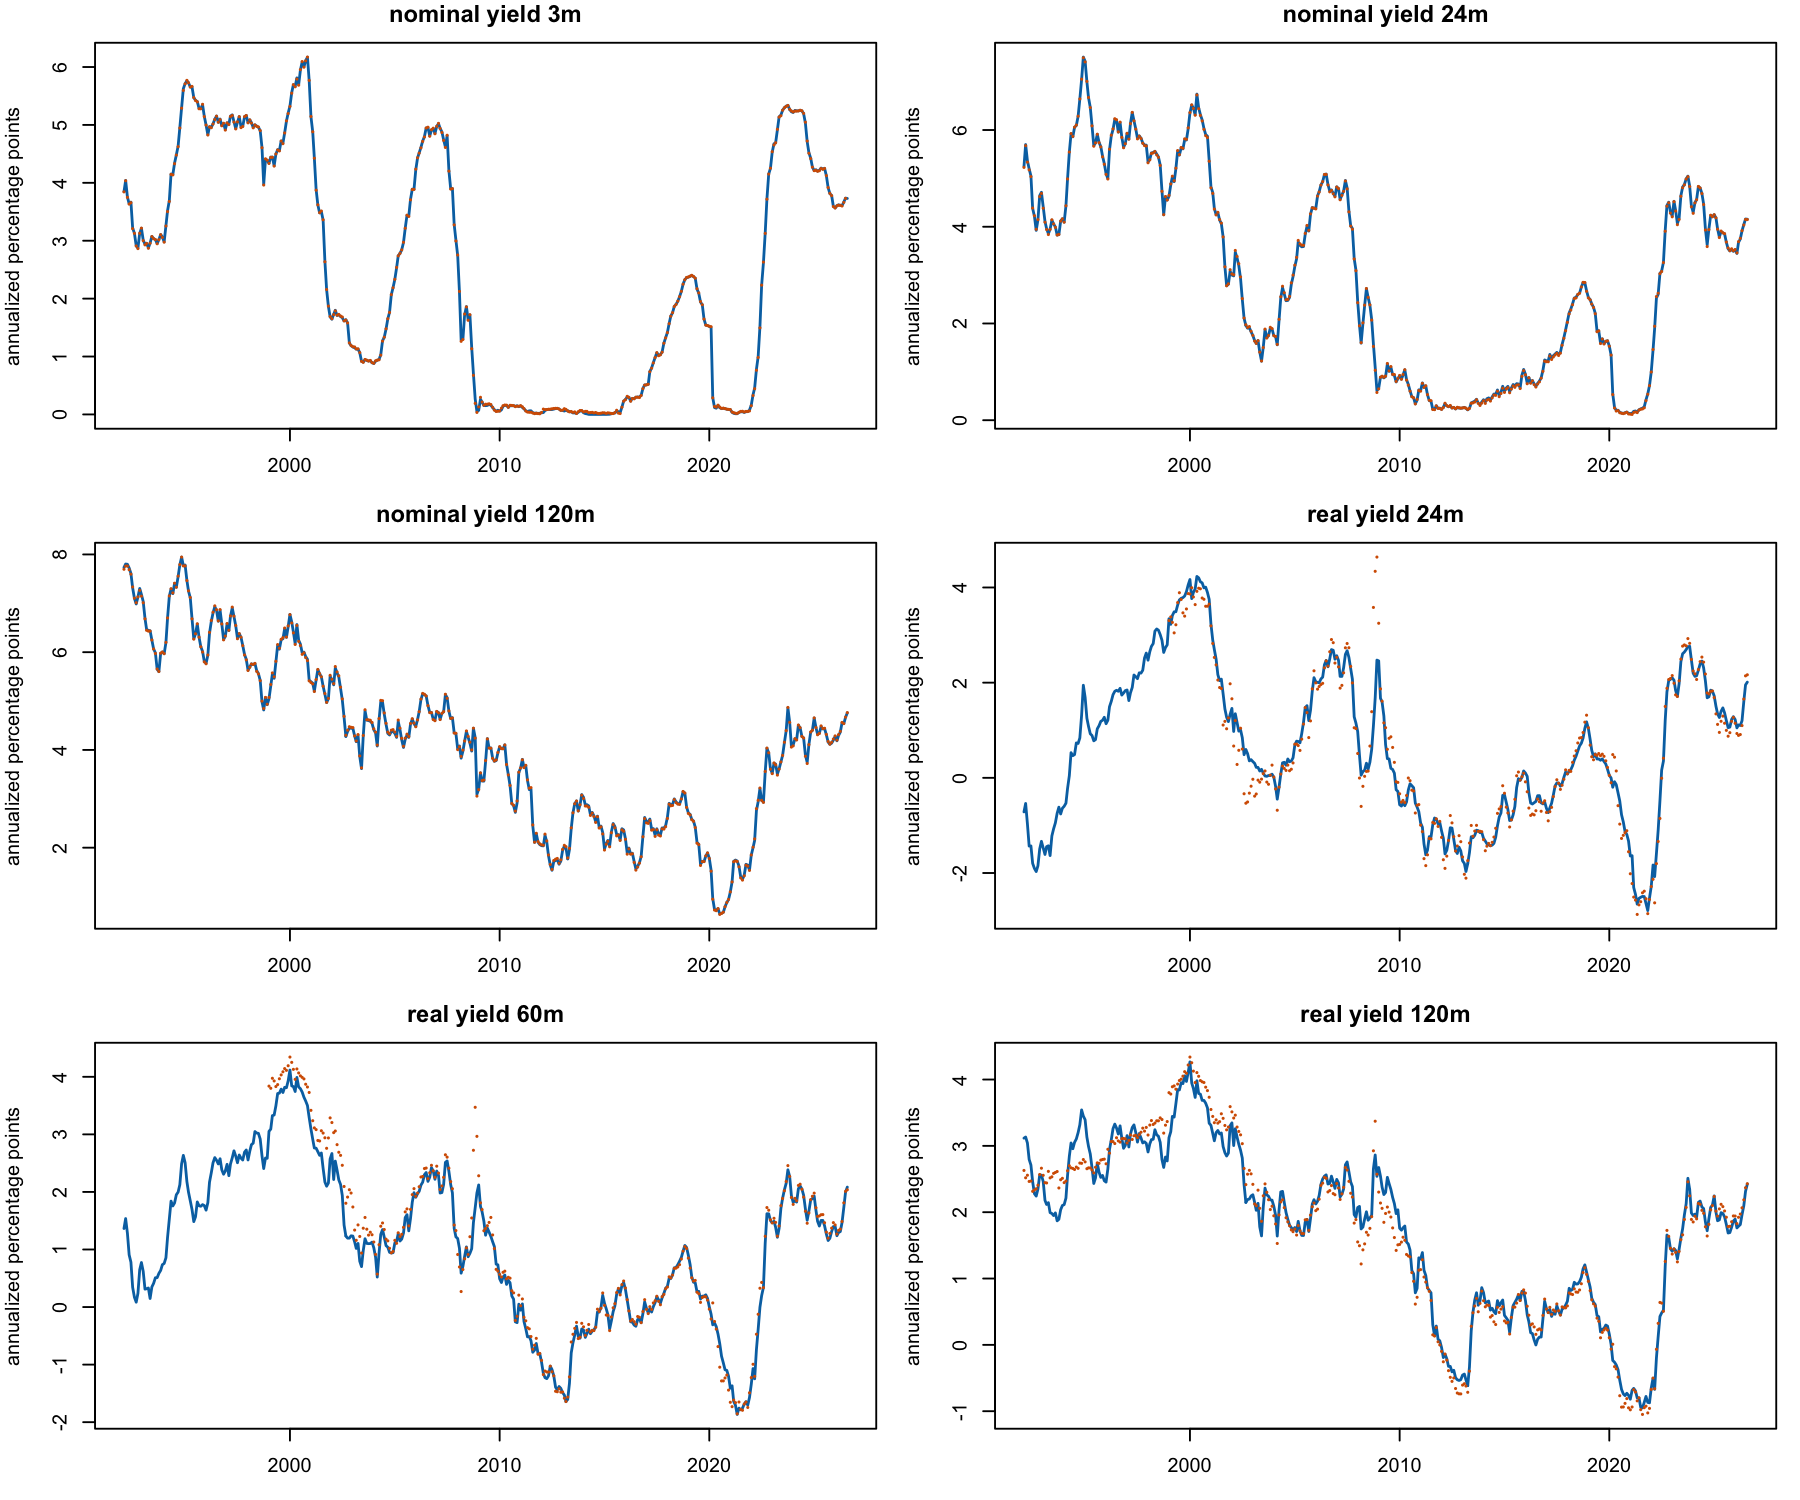 nominal yield 3m
annualized percentage points
0 1 2 3 4 5 6
2000 2010 2020
nominal yield 24m
annualized percentage points
0 2 4 6
2000 2010 2020
nominal yield 120m
annualized percentage points
2 4 6 8
2000 2010 2020
real yield 24m
annualized percentage points
-2 0 2 4
2000 2010 2020
real yield 60m
annualized percentage points
-2 -1 0 1 2 3 4
2000 2010 2020
real yield 120m
annualized percentage points
-1 0 1 2 3 4
2000 2010 2020